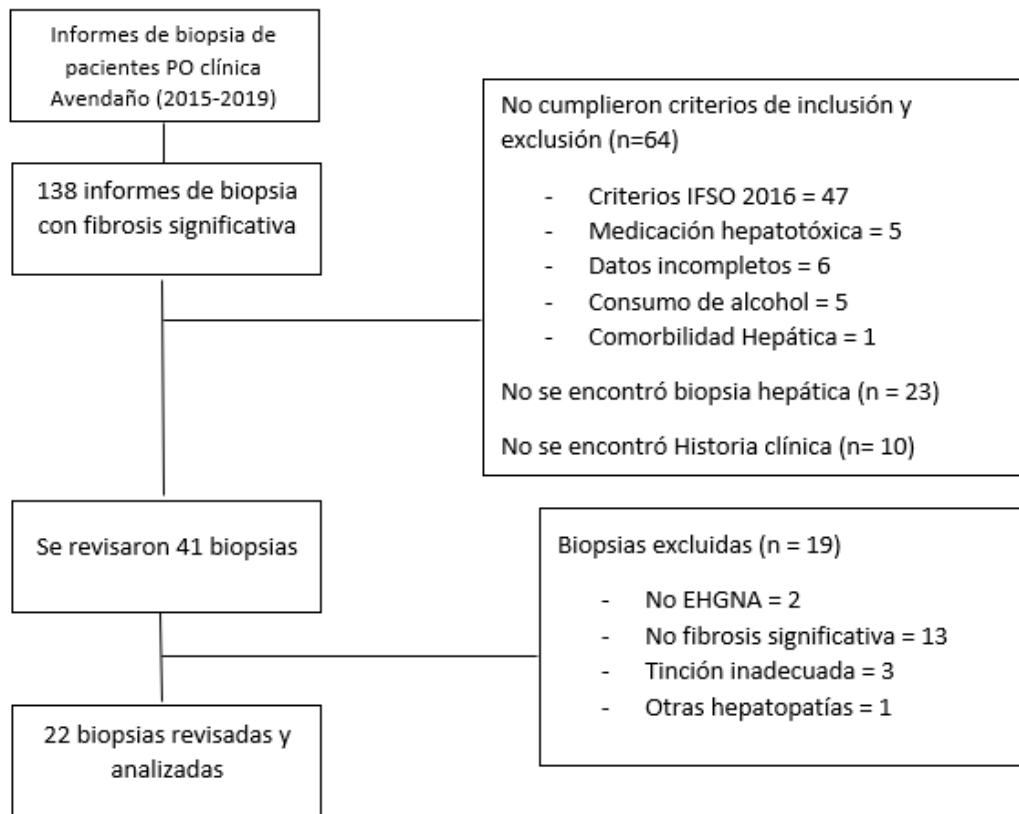 Informes de biopsia de
pacientes PO clínica
Avendaño (2015-2019)
138 informes de biopsia
con fibrosis significativa
No cumplieron criterios de inclusión y
exclusión (n=64)
- Criterios IFSO 2016 = 47
- Medicación hepatotóxica = 5
- Datos incompletos = 6
- Consumo de alcohol = 5
- Comorbilidad Hepática = 1
No se encontró biopsia hepática (n = 23)
No se encontró Historia clínica (n= 10)
Se revisaron 41 biopsias
Biopsias excluidas (n = 19)
- No EHGNA = 2
- No fibrosis significativa = 13
- Tinción inadecuada = 3
- Otras hepatopatías = 1
22 biopsias revisadas y
analizadas